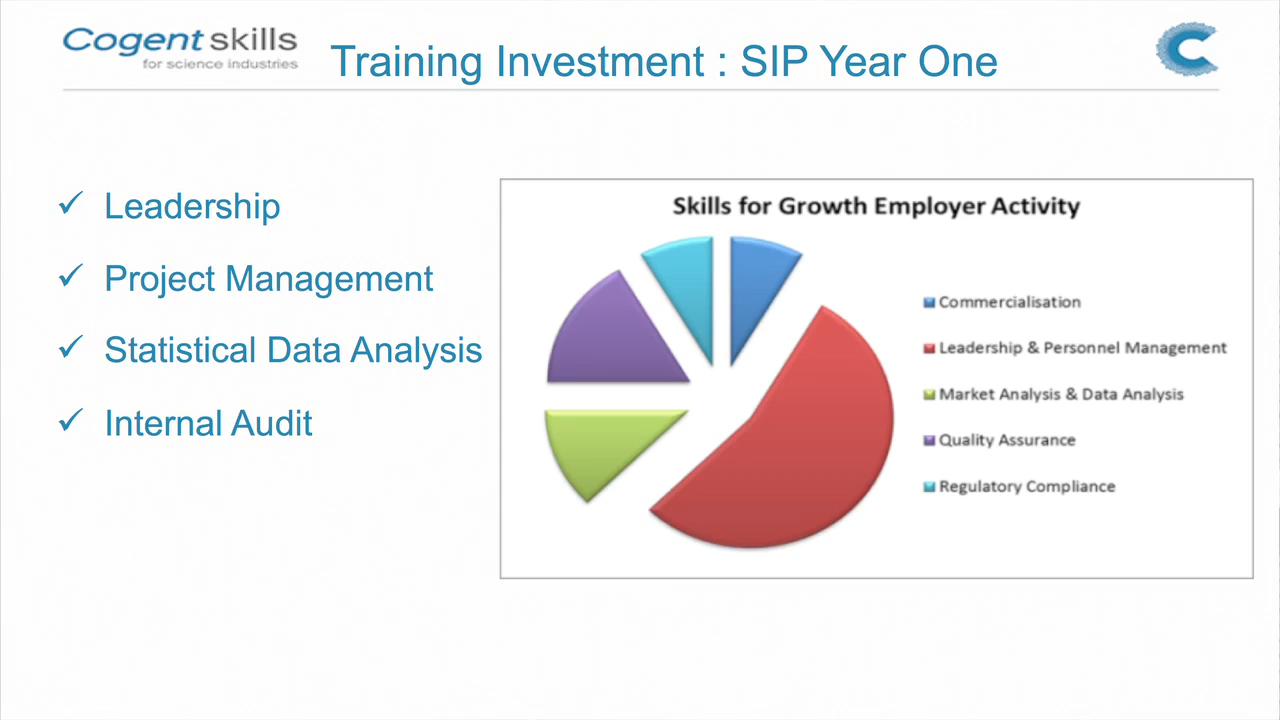 Cogent skills
for science industries
Training Investment : SIP Year One
Leadership
Project Management
Statistical Data Analysis
Internal Audit
Skills for Growth Employer Activity
Commercialisation
Leadership & Personnel Management
Market Analysis & Data Analysis
Quality Assurance
Regulatory Compliance